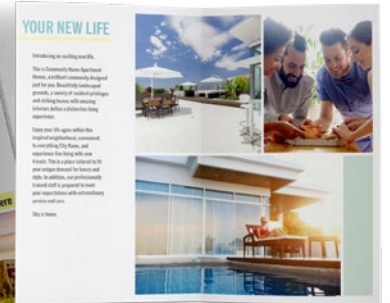 YOUR NEW LIFE
Introducing an exciting new life.
This is Community Name Apartment
Homes, a brilliant community designed
just for you. Beautifully landscaped
grounds, a variety of resident privileges
and striking homes with amazing
interiors define a distinctive living
experience.
Enjoy your life again within this
inspired neighborhood, convenient
to everything City Name, and
experience fine living with new
friends. This is a place tailored to fit
your unique demand for luxury and
style. In addition, our professionally
trained staff is prepared to meet
your expectations with extraordinary
service and care.
This is home.
ere